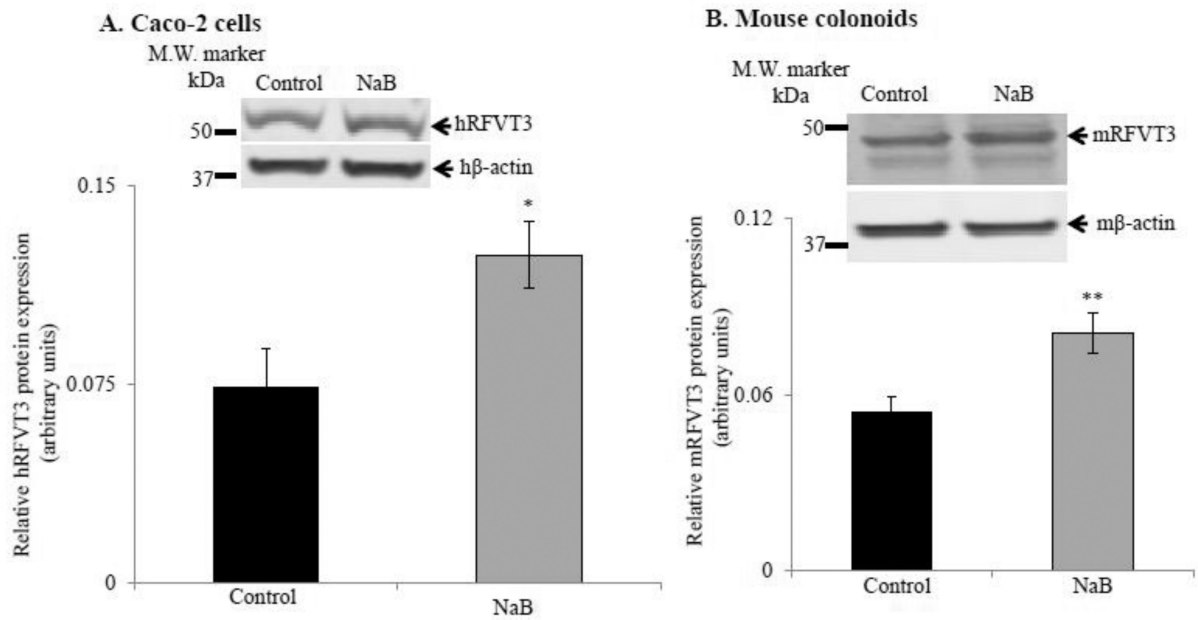 A. Caco-2 cells
M.W. marker
kDa
Control NaB
50
hRFVT3
37
hβ-actin
0.15
*
0.075
0
Relative hRFVT3 protein expression
(arbitrary units)
Control
NaB
B. Mouse colonoids
M.W. marker
kDa
Control NaB
50
mRFVT3
37
mβ-actin
0.12
**
0.06
0
Relative mRFVT3 protein expression
(arbitrary units)
Control
NaB